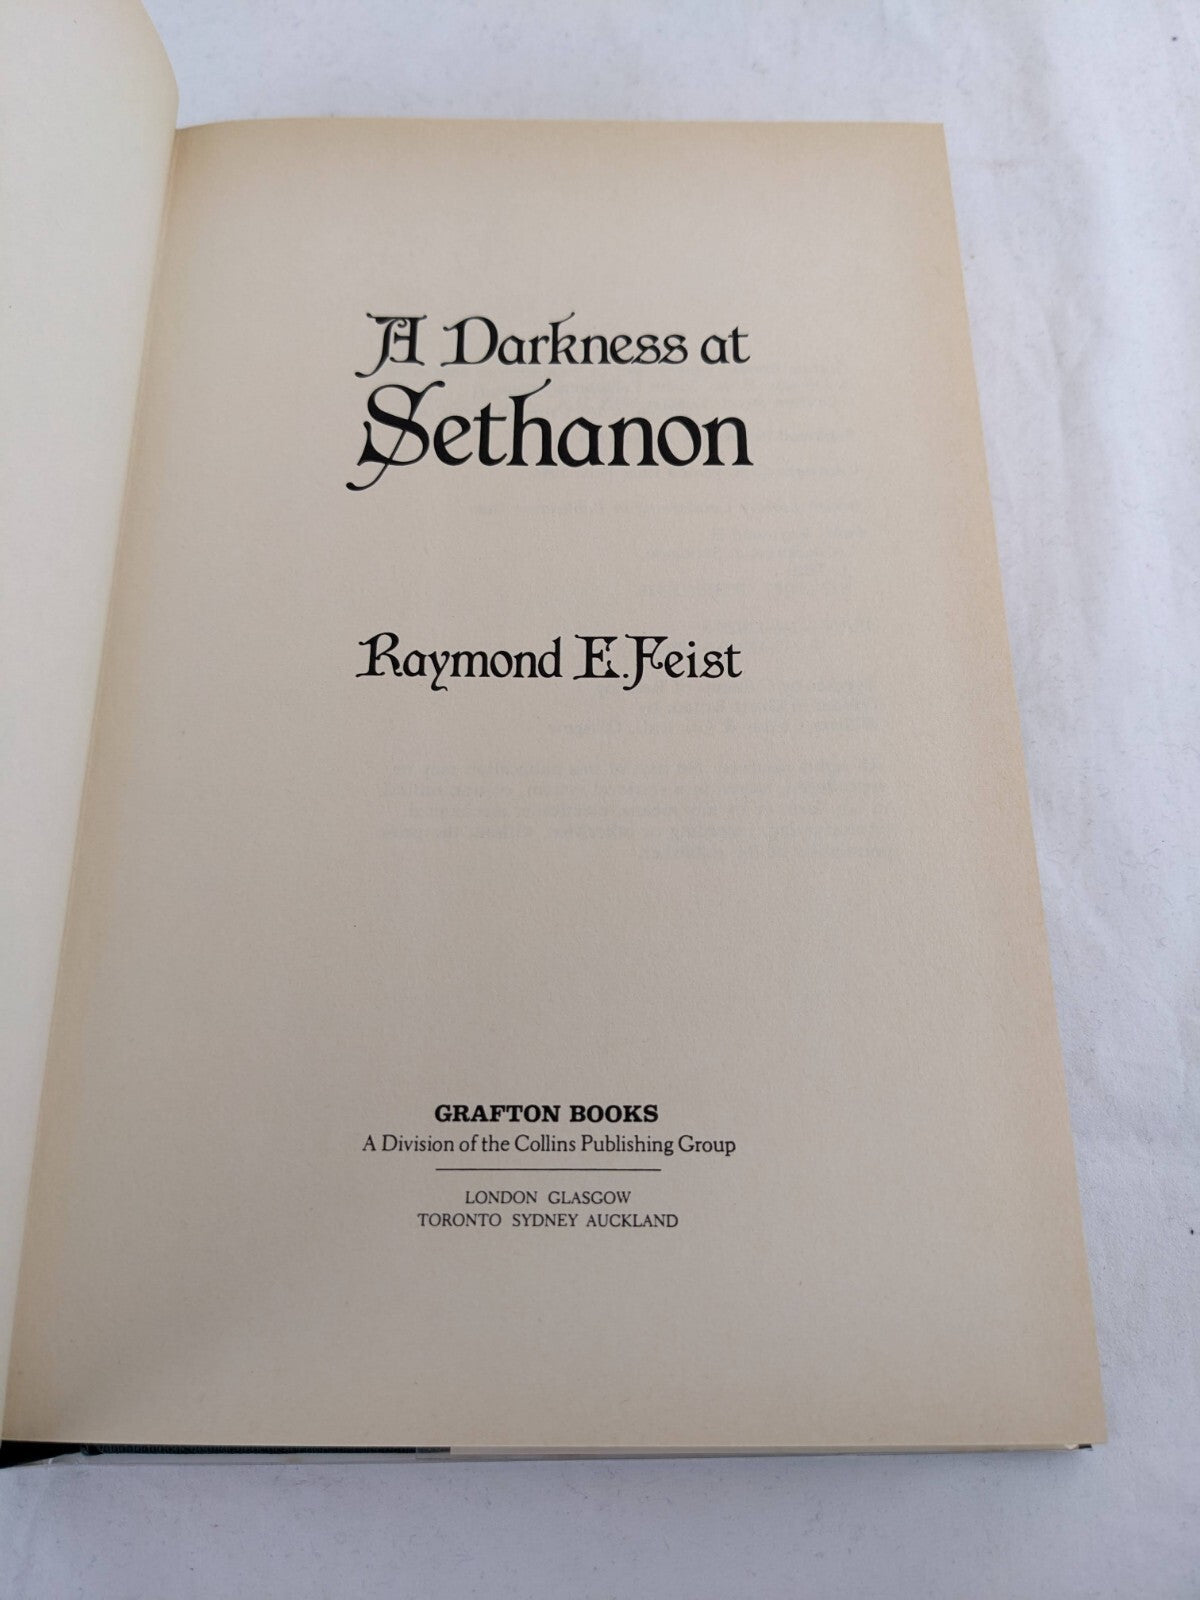 A Darkness at
Sethanon
Raymond E. Feist
GRAFTON BOOKS
A Division of the Collins Publishing Group
LONDON GLASGOW
TORONTO SYDNEY AUCKLAND